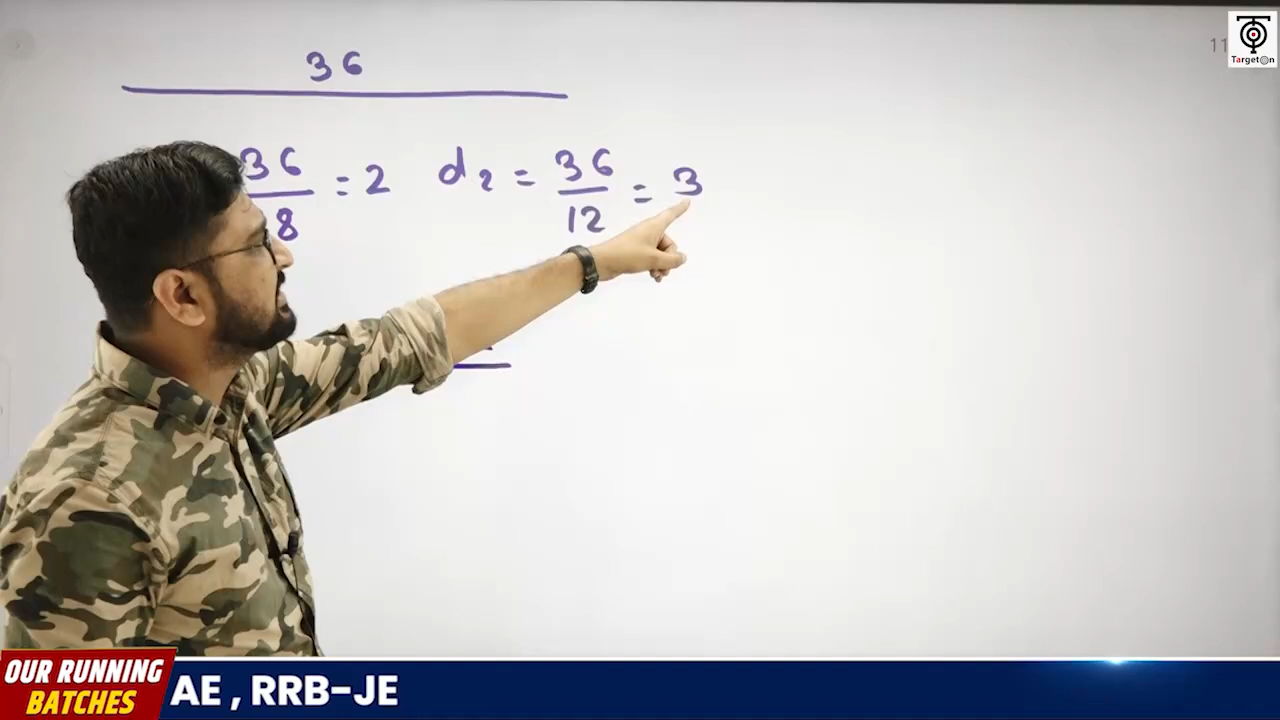 36
36/8 = 2 d₂ = 36/12 = 3
11
TargetOn
OUR RUNNING
BATCHES
AE , RRB-JE